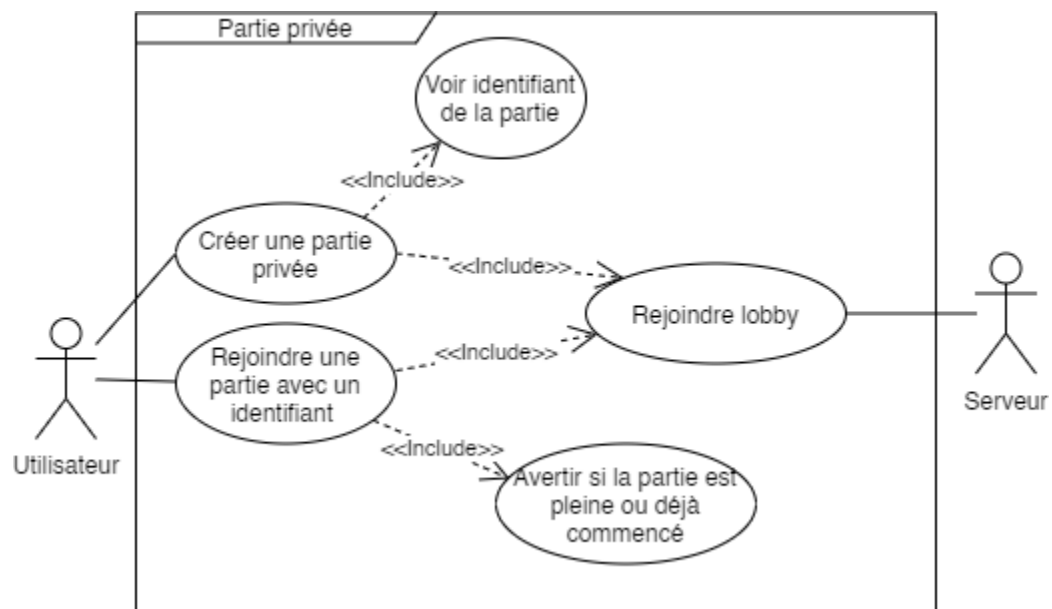 Partie privée
Voir identifiant
de la partie
<<Include>>
Créer une partie
privée
<<Include>>
Rejoindre lobby
<<Include>>
Rejoindre une
partie avec un
identifiant
Serveur
<<Include>>
Utilisateur
Avertir si la partie est
pleine ou déjà
commencé